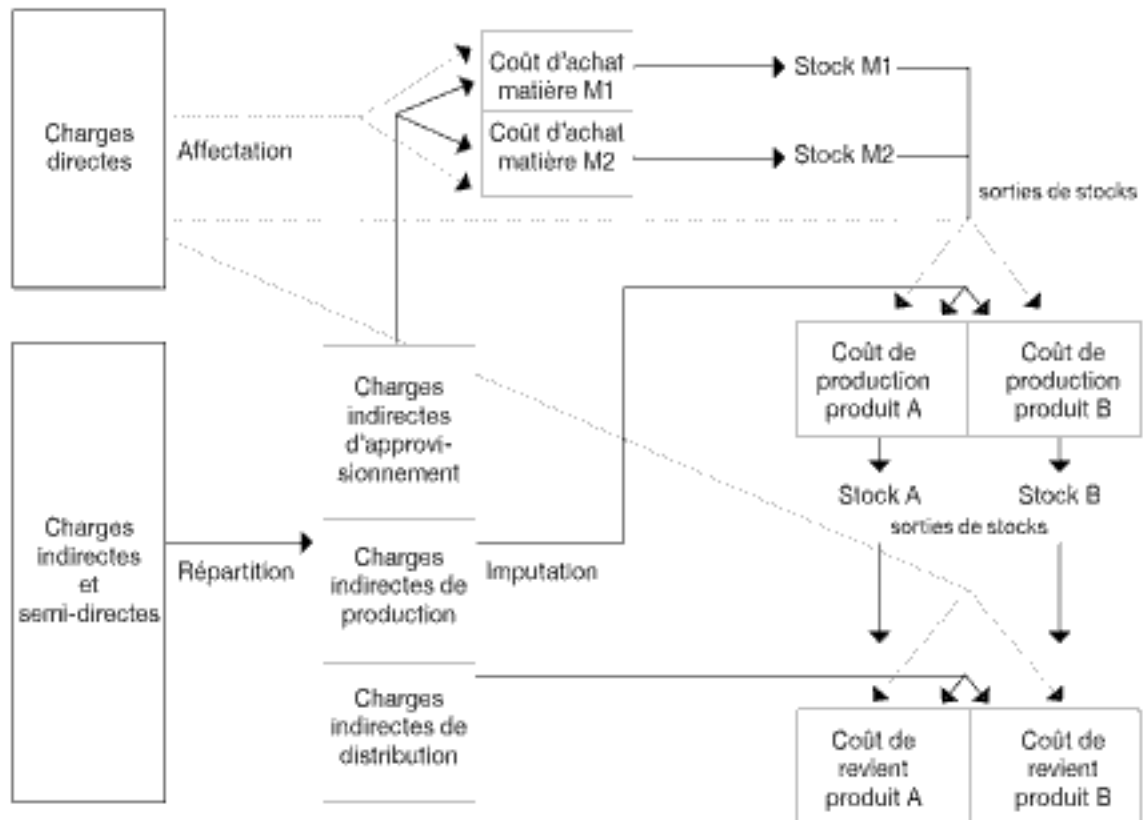 Charges
directes
Affectation
Coût d'achat
matière M1
Coût d'achat
matière M2
Stock M1
Stock M2
sorties de stocks
Charges
indirectes
et
semi-directes
Répartition
Charges
indirectes
d'approvi-
sionnement
Charges
indirectes de
production
Charges
indirectes de
distribution
Imputation
Coût de
production
produit A
Coût de
production
produit B
Stock A
Stock B
sorties de stocks
Coût de
revient
produit A
Coût de
revient
produit B